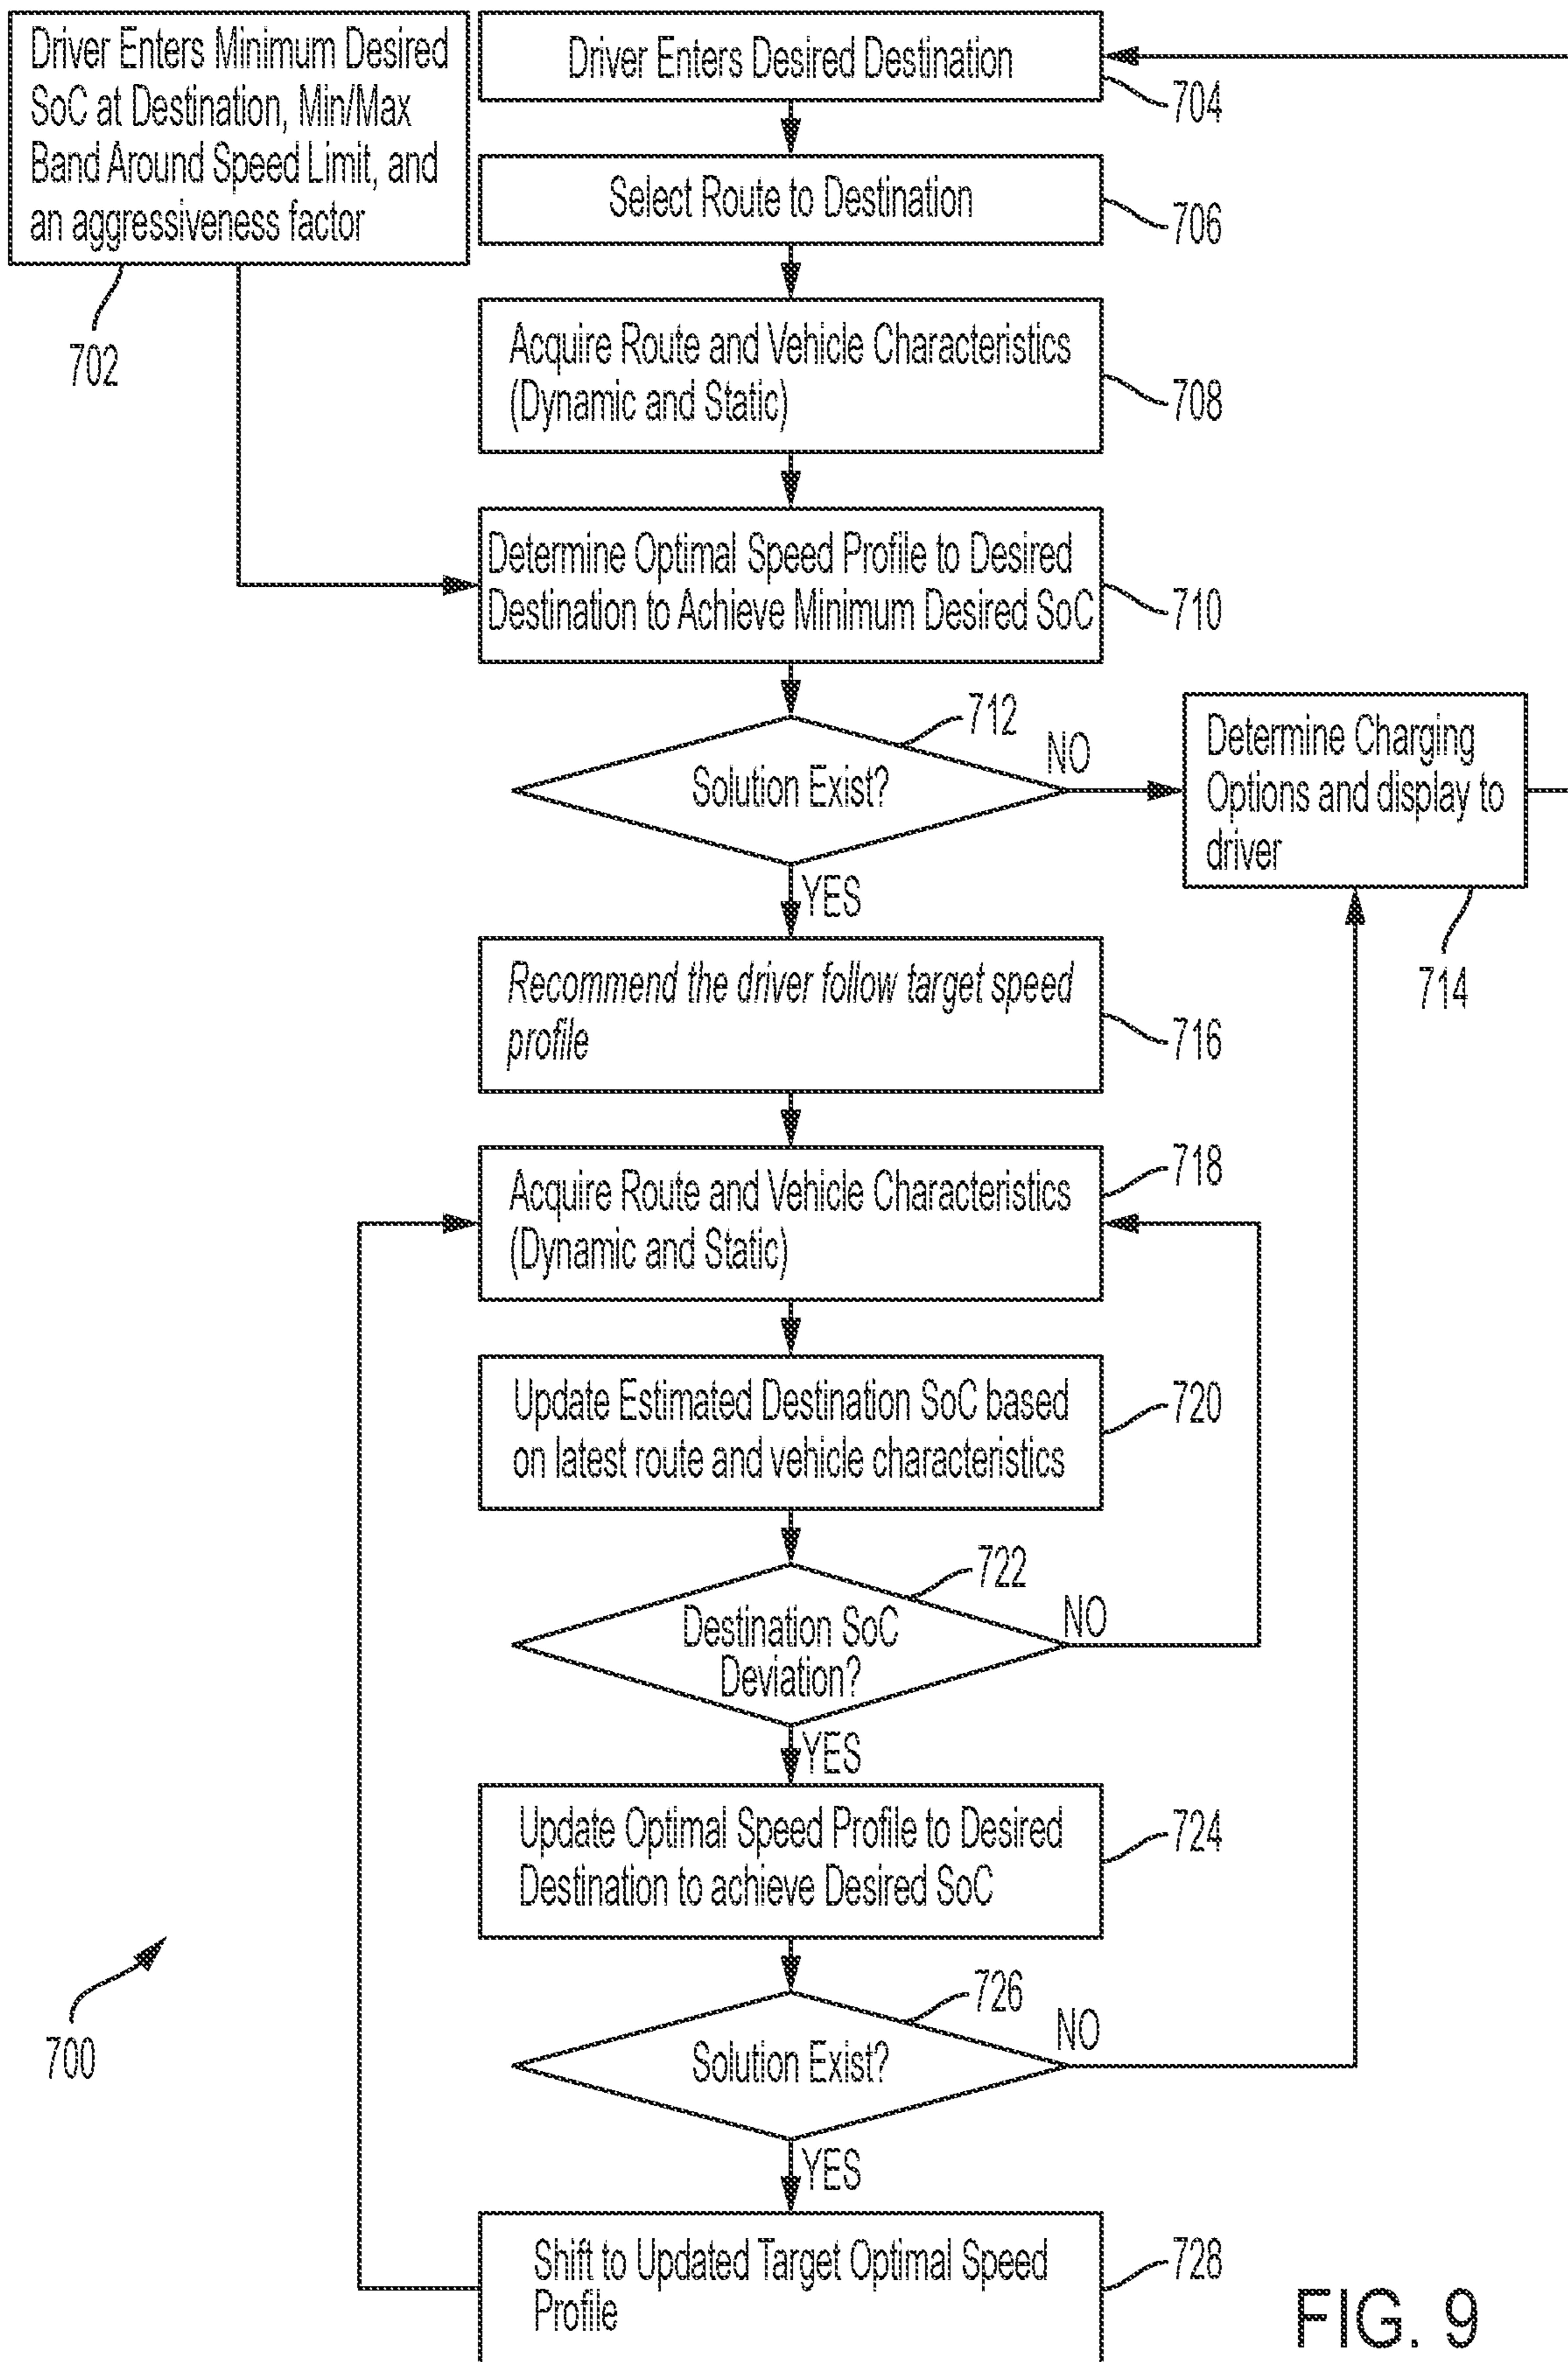 Driver Enters Minimum Desired
SoC at Destination, Min/Max
Band Around Speed Limit, and
an aggressiveness factor
702
Driver Enters Desired Destination
704
Select Route to Destination
706
Acquire Route and Vehicle Characteristics
(Dynamic and Static)
708
Determine Optimal Speed Profile to Desired
Destination to Achieve Minimum Desired SoC
710
712
Solution Exist?
NO
YES
Determine Charging
Options and display to
driver
714
Recommend the driver follow target speed
profile
716
Acquire Route and Vehicle Characteristics
(Dynamic and Static)
718
Update Estimated Destination SoC based
on latest route and vehicle characteristics
720
722
Destination SoC
Deviation?
NO
YES
Update Optimal Speed Profile to Desired
Destination to achieve Desired SoC
724
726
Solution Exist?
NO
YES
700
Shift to Updated Target Optimal Speed
Profile
728
FIG. 9